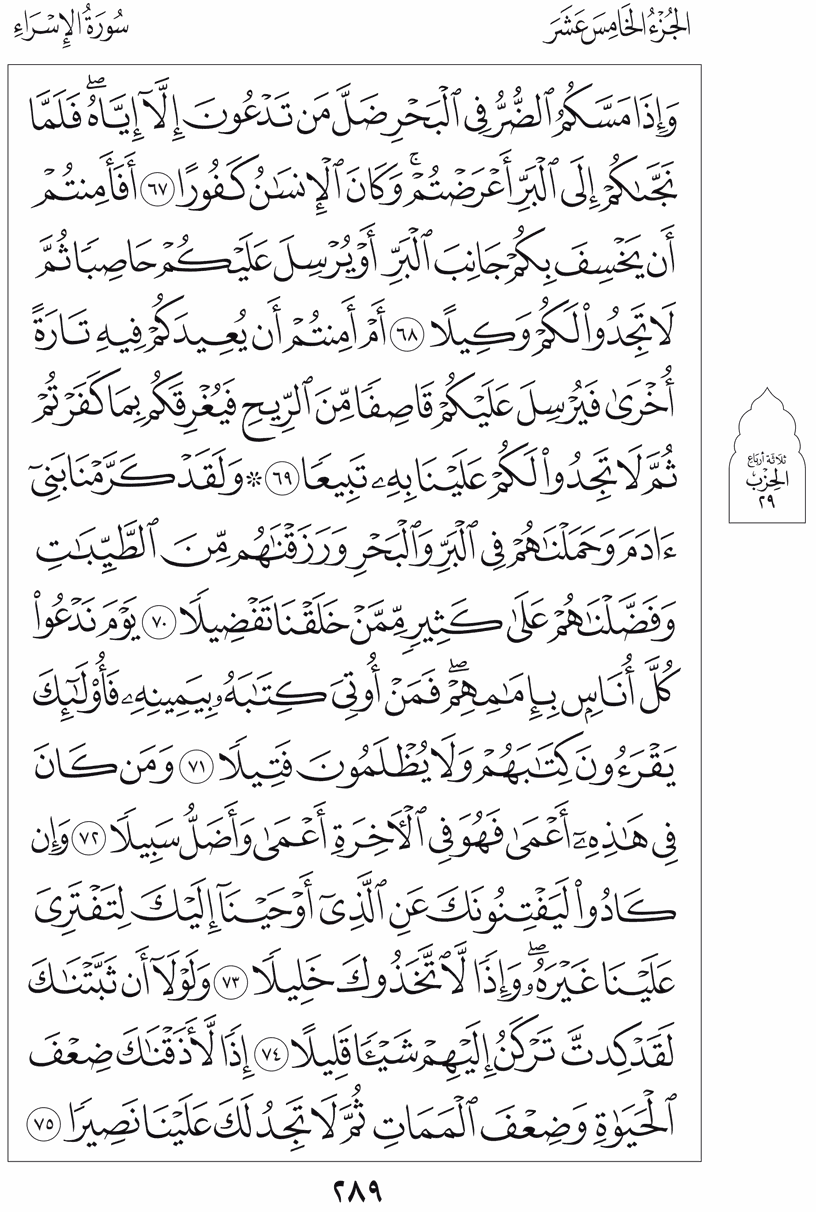 الجُزْءُ الخَامِسَ عَشَرَ
سُورَةُ الإِسْرَاءِ
وَإِذَا مَسَّكُمُ ٱلضُّرُّ فِى ٱلْبَحْرِ ضَلَّ مَن تَدْعُونَ إِلَّآ إِيَّاهُۖ فَلَمَّا
نَجَّىٰكُمْ إِلَى ٱلْبَرِّ أَعْرَضْتُمْۚ وَكَانَ ٱلْإِنسَـٰنُ كَفُورًا ٦٧ أَفَأَمِنتُمْ
أَن يَخْسِفَ بِكُمْ جَانِبَ ٱلْبَرِّ أَوْ يُرْسِلَ عَلَيْكُمْ حَاصِبًا ثُمَّ
لَا تَجِدُوا۟ لَكُمْ وَكِيلًا ٦٨ أَمْ أَمِنتُمْ أَن يُعِيدَكُمْ فِيهِ تَارَةً
أُخْرَىٰ فَيُرْسِلَ عَلَيْكُمْ قَاصِفًا مِّنَ ٱلرِّيحِ فَيُغْرِقَكُم بِمَا كَفَرْتُمْ
ثُمَّ لَا تَجِدُوا۟ لَكُمْ عَلَيْنَا بِهِۦ تَبِيعًا ٦٩ * وَلَقَدْ كَرَّمْنَا بَنِىٓ
ءَادَمَ وَحَمَلْنَـٰهُمْ فِى ٱلْبَرِّ وَٱلْبَحْرِ وَرَزَقْنَـٰهُم مِّنَ ٱلطَّيِّبَـٰتِ
وَفَضَّلْنَـٰهُمْ عَلَىٰ كَثِيرٍ مِّمَّنْ خَلَقْنَا تَفْضِيلًا ٧٠ يَوْمَ نَدْعُوا۟
كُلَّ أُنَاسٍۭ بِإِمَـٰمِهِمْۖ فَمَنْ أُوتِىَ كِتَـٰبَهُۥ بِيَمِينِهِۦ فَأُو۟لَـٰٓئِكَ
يَقْرَءُونَ كِتَـٰبَهُمْ وَلَا يُظْلَمُونَ فَتِيلًا ٧١ وَمَن كَانَ
فِى هَـٰذِهِۦٓ أَعْمَىٰ فَهُوَ فِى ٱلْـَٔاخِرَةِ أَعْمَىٰ وَأَضَلُّ سَبِيلًا ٧٢ وَإِن
كَادُوا۟ لَيَفْتِنُونَكَ عَنِ ٱلَّذِىٓ أَوْحَيْنَآ إِلَيْكَ لِتَفْتَرِىَ
عَلَيْنَا غَيْرَهُۥۖ وَإِذًا لَّٱتَّخَذُوكَ خَلِيلًا ٧٣ وَلَوْلَآ أَن ثَبَّتْنَـٰكَ
لَقَدْ كِدتَّ تَرْكَنُ إِلَيْهِمْ شَيْـًٔا قَلِيلًا ٧٤ إِذًا لَّأَذَقْنَـٰكَ ضِعْفَ
ٱلْحَيَوٰةِ وَضِعْفَ ٱلْمَمَاتِ ثُمَّ لَا تَجِدُ لَكَ عَلَيْنَا نَصِيرًا ٧٥
ثلاثة أرباع
الحِزْب
٢٩
٢٨٩